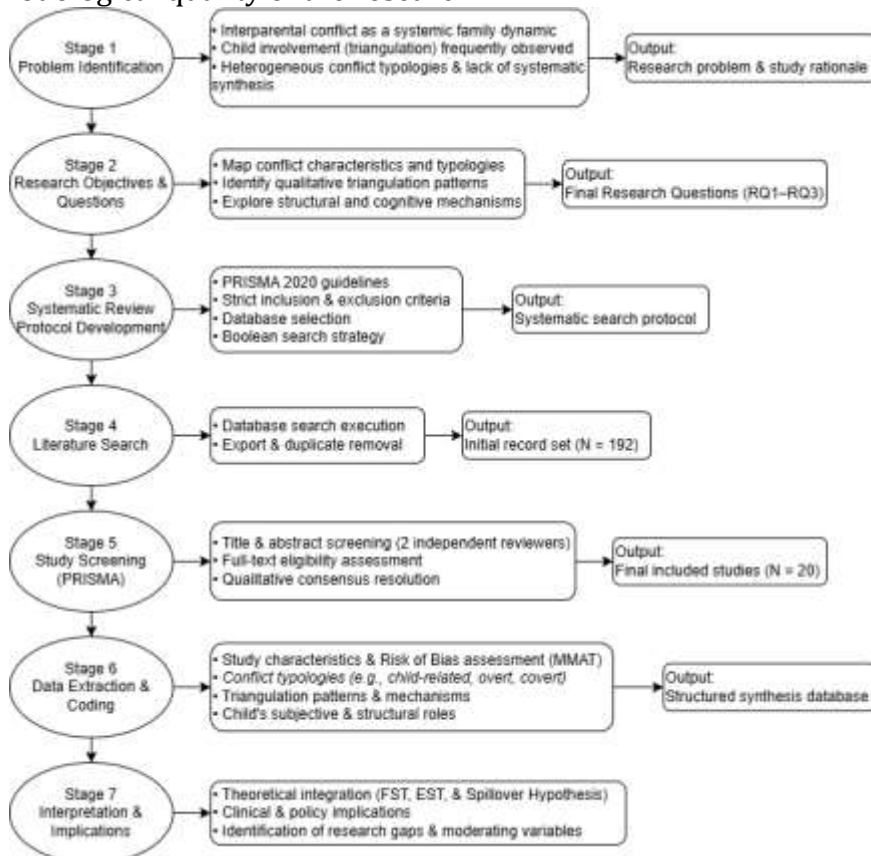 Stage 1
Problem Identification
• Interparental conflict as a systemic family dynamic
• Child involvement (triangulation) frequently observed
• Heterogeneous conflict typologies & lack of systematic
synthesis
Output:
Research problem & study rationale
Stage 2
Research Objectives &
Questions
• Map conflict characteristics and typologies
• Identify qualitative triangulation patterns
• Explore structural and cognitive mechanisms
Output:
Final Research Questions (RQ1–RQ3)
Stage 3
Systematic Review
Protocol Development
• PRISMA 2020 guidelines
• Strict inclusion & exclusion criteria
• Database selection
• Boolean search strategy
Output:
Systematic search protocol
Stage 4
Literature Search
• Database search execution
• Export & duplicate removal
Output:
Initial record set (N = 192)
Stage 5
Study Screening
(PRISMA)
• Title & abstract screening (2 independent reviewers)
• Full-text eligibility assessment
• Qualitative consensus resolution
Output:
Final included studies (N = 20)
Stage 6
Data Extraction &
Coding
• Study characteristics & Risk of Bias assessment (MMAT)
• Conflict typologies (e.g., child-related, overt, covert)
• Triangulation patterns & mechanisms
• Child's subjective & structural roles
Output:
Structured synthesis database
Stage 7
Interpretation &
Implications
• Theoretical integration (FST, EST, & Spillover Hypothesis)
• Clinical & policy implications
• Identification of research gaps & moderating variables